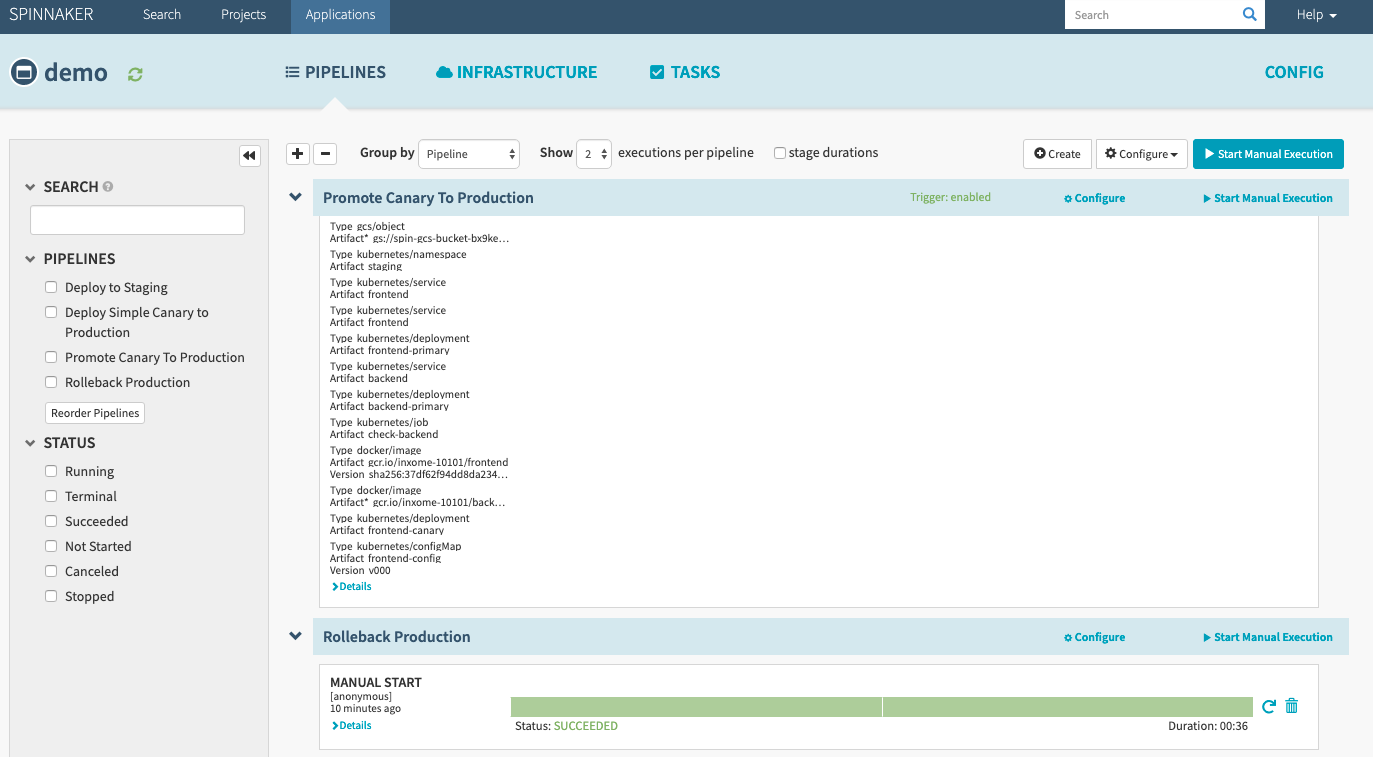 SPINNAKER
Search
Projects
Applications
Search
Help
demo
PIPELINES
INFRASTRUCTURE
TASKS
CONFIG
SEARCH
PIPELINES
Deploy to Staging
Deploy Simple Canary to
Production
Promote Canary To Production
Rolleback Production
Reorder Pipelines
STATUS
Running
Terminal
Succeeded
Not Started
Canceled
Stopped
Group by
Pipeline
Show
2
executions per pipeline
stage durations
Create
Configure
Start Manual Execution
Promote Canary To Production
Trigger: enabled
Configure
Start Manual Execution
Type gcs/object
Artifact* gs://spin-gcs-bucket-bx9ke...
Type kubernetes/namespace
Artifact staging
Type kubernetes/service
Artifact frontend
Type kubernetes/service
Artifact frontend
Type kubernetes/deployment
Artifact frontend-primary
Type kubernetes/service
Artifact backend
Type kubernetes/deployment
Artifact backend-primary
Type kubernetes/job
Artifact check-backend
Type docker/image
Artifact gcr.io/inxome-10101/frontend
Version sha256:37df62f94dd8da234...
Type docker/image
Artifact* gcr.io/inxome-10101/back...
Type kubernetes/deployment
Artifact frontend-canary
Type kubernetes/configMap
Artifact frontend-config
Version v000
Details
Rolleback Production
Configure
Start Manual Execution
MANUAL START
[anonymous]
10 minutes ago
Details
Status: SUCCEEDED
Duration: 00:36